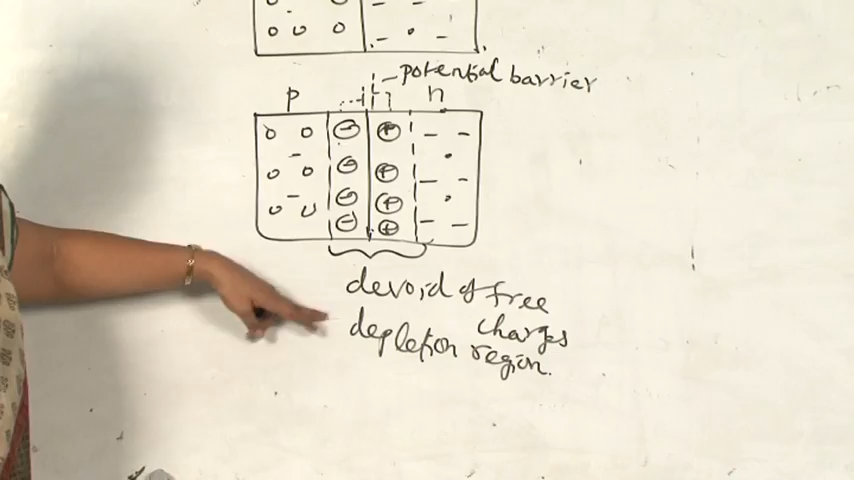 potential barrier
p n
devoid of free
charges
depletion region.